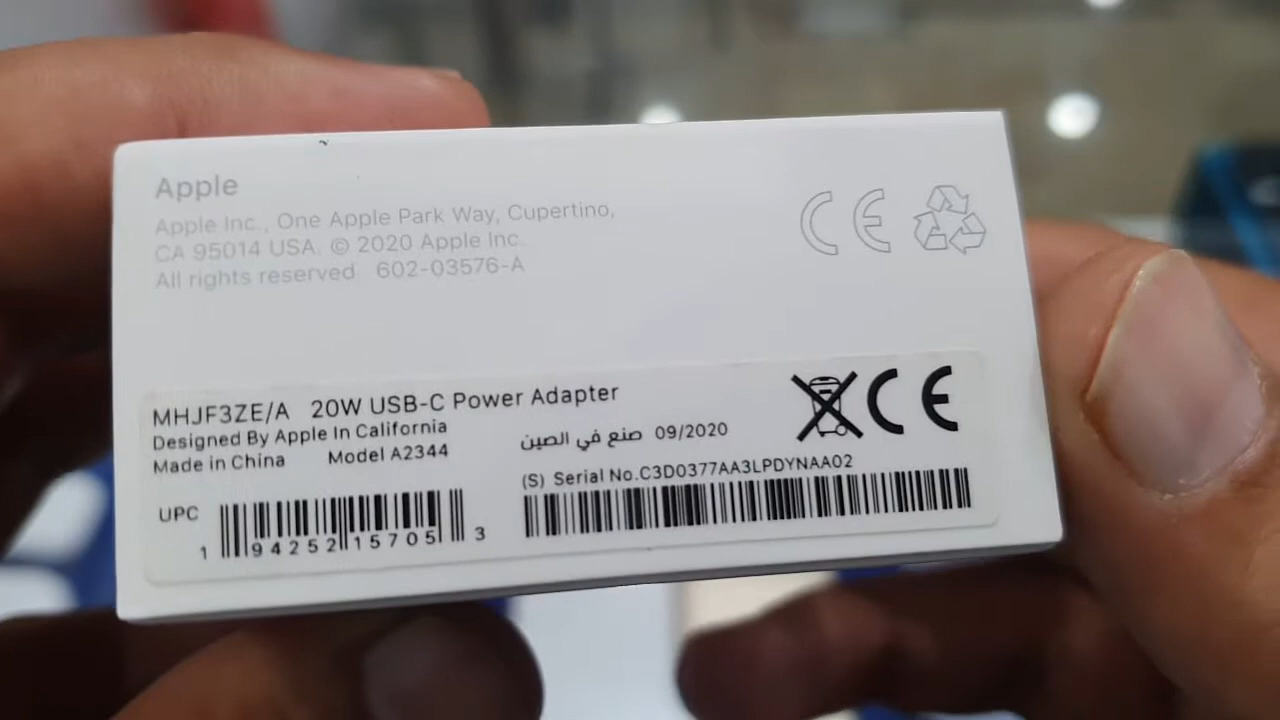 Apple
Apple Inc., One Apple Park Way, Cupertino,
CA 95014 USA. © 2020 Apple Inc.
All rights reserved 602-03576-A
MHJF3ZE/A 20W USB-C Power Adapter
Designed By Apple In California
Made in China Model A2344
صنع في الصين 09/2020
(S) Serial No.C3D0377AA3LPDYNAA02
UPC
1 94252 15705 3